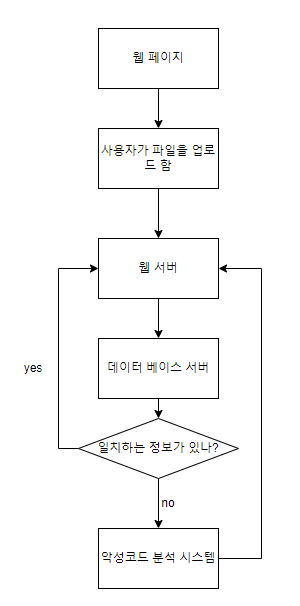 웹 페이지
사용자가 파일을 업로
드 함
웹 서버
데이터 베이스 서버
yes
일치하는 정보가 있나?
no
악성코드 분석 시스템